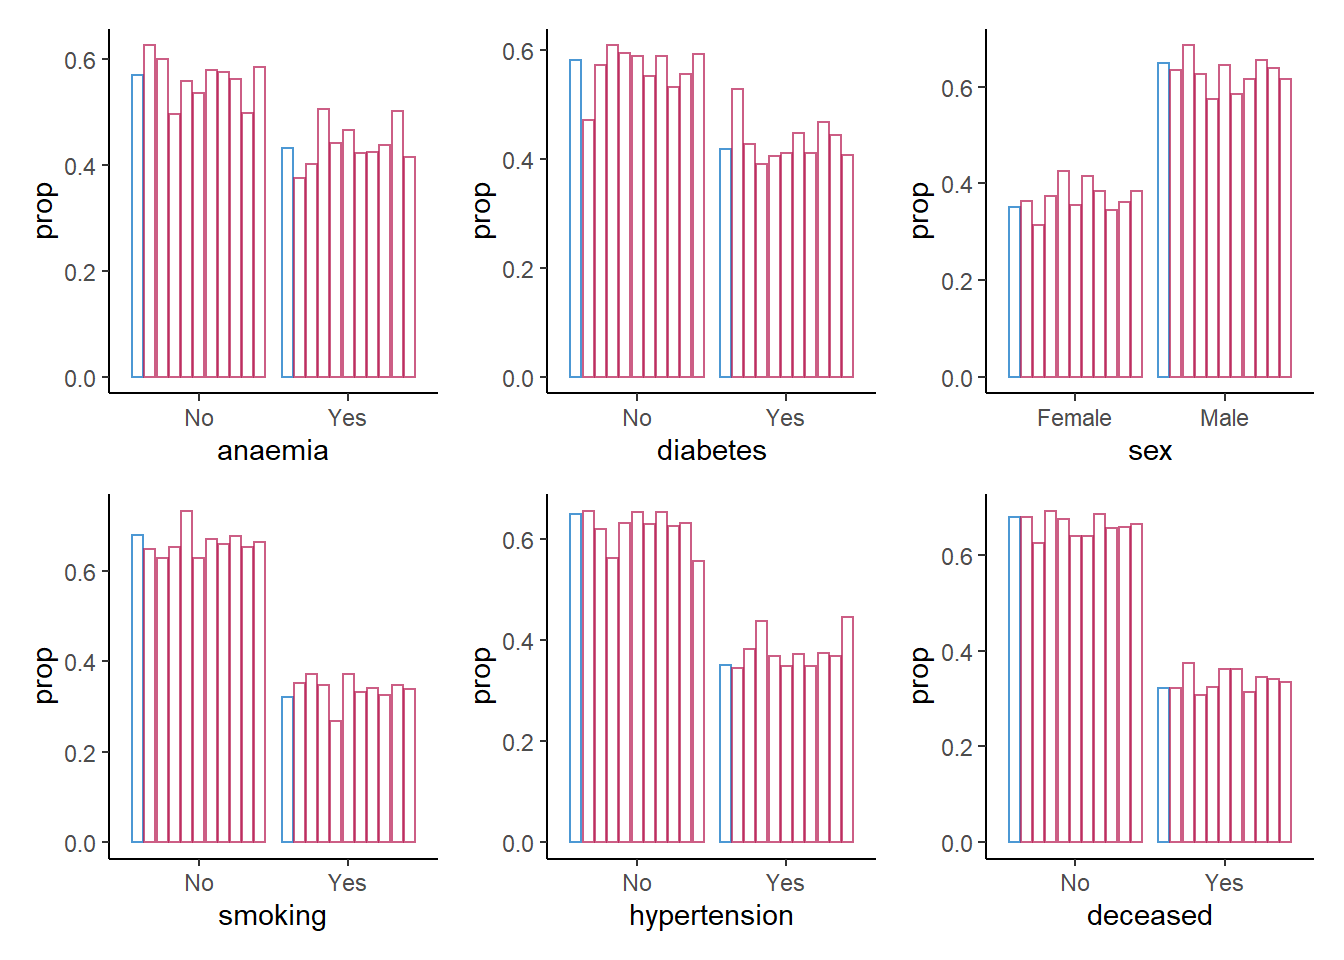 prop
0.6
0.4
0.2
0.0
No Yes
anaemia
prop
0.6
0.4
0.2
0.0
No Yes
diabetes
prop
0.6
0.4
0.2
0.0
Female Male
sex
prop
0.6
0.4
0.2
0.0
No Yes
smoking
prop
0.6
0.4
0.2
0.0
No Yes
hypertension
prop
0.6
0.4
0.2
0.0
No Yes
deceased